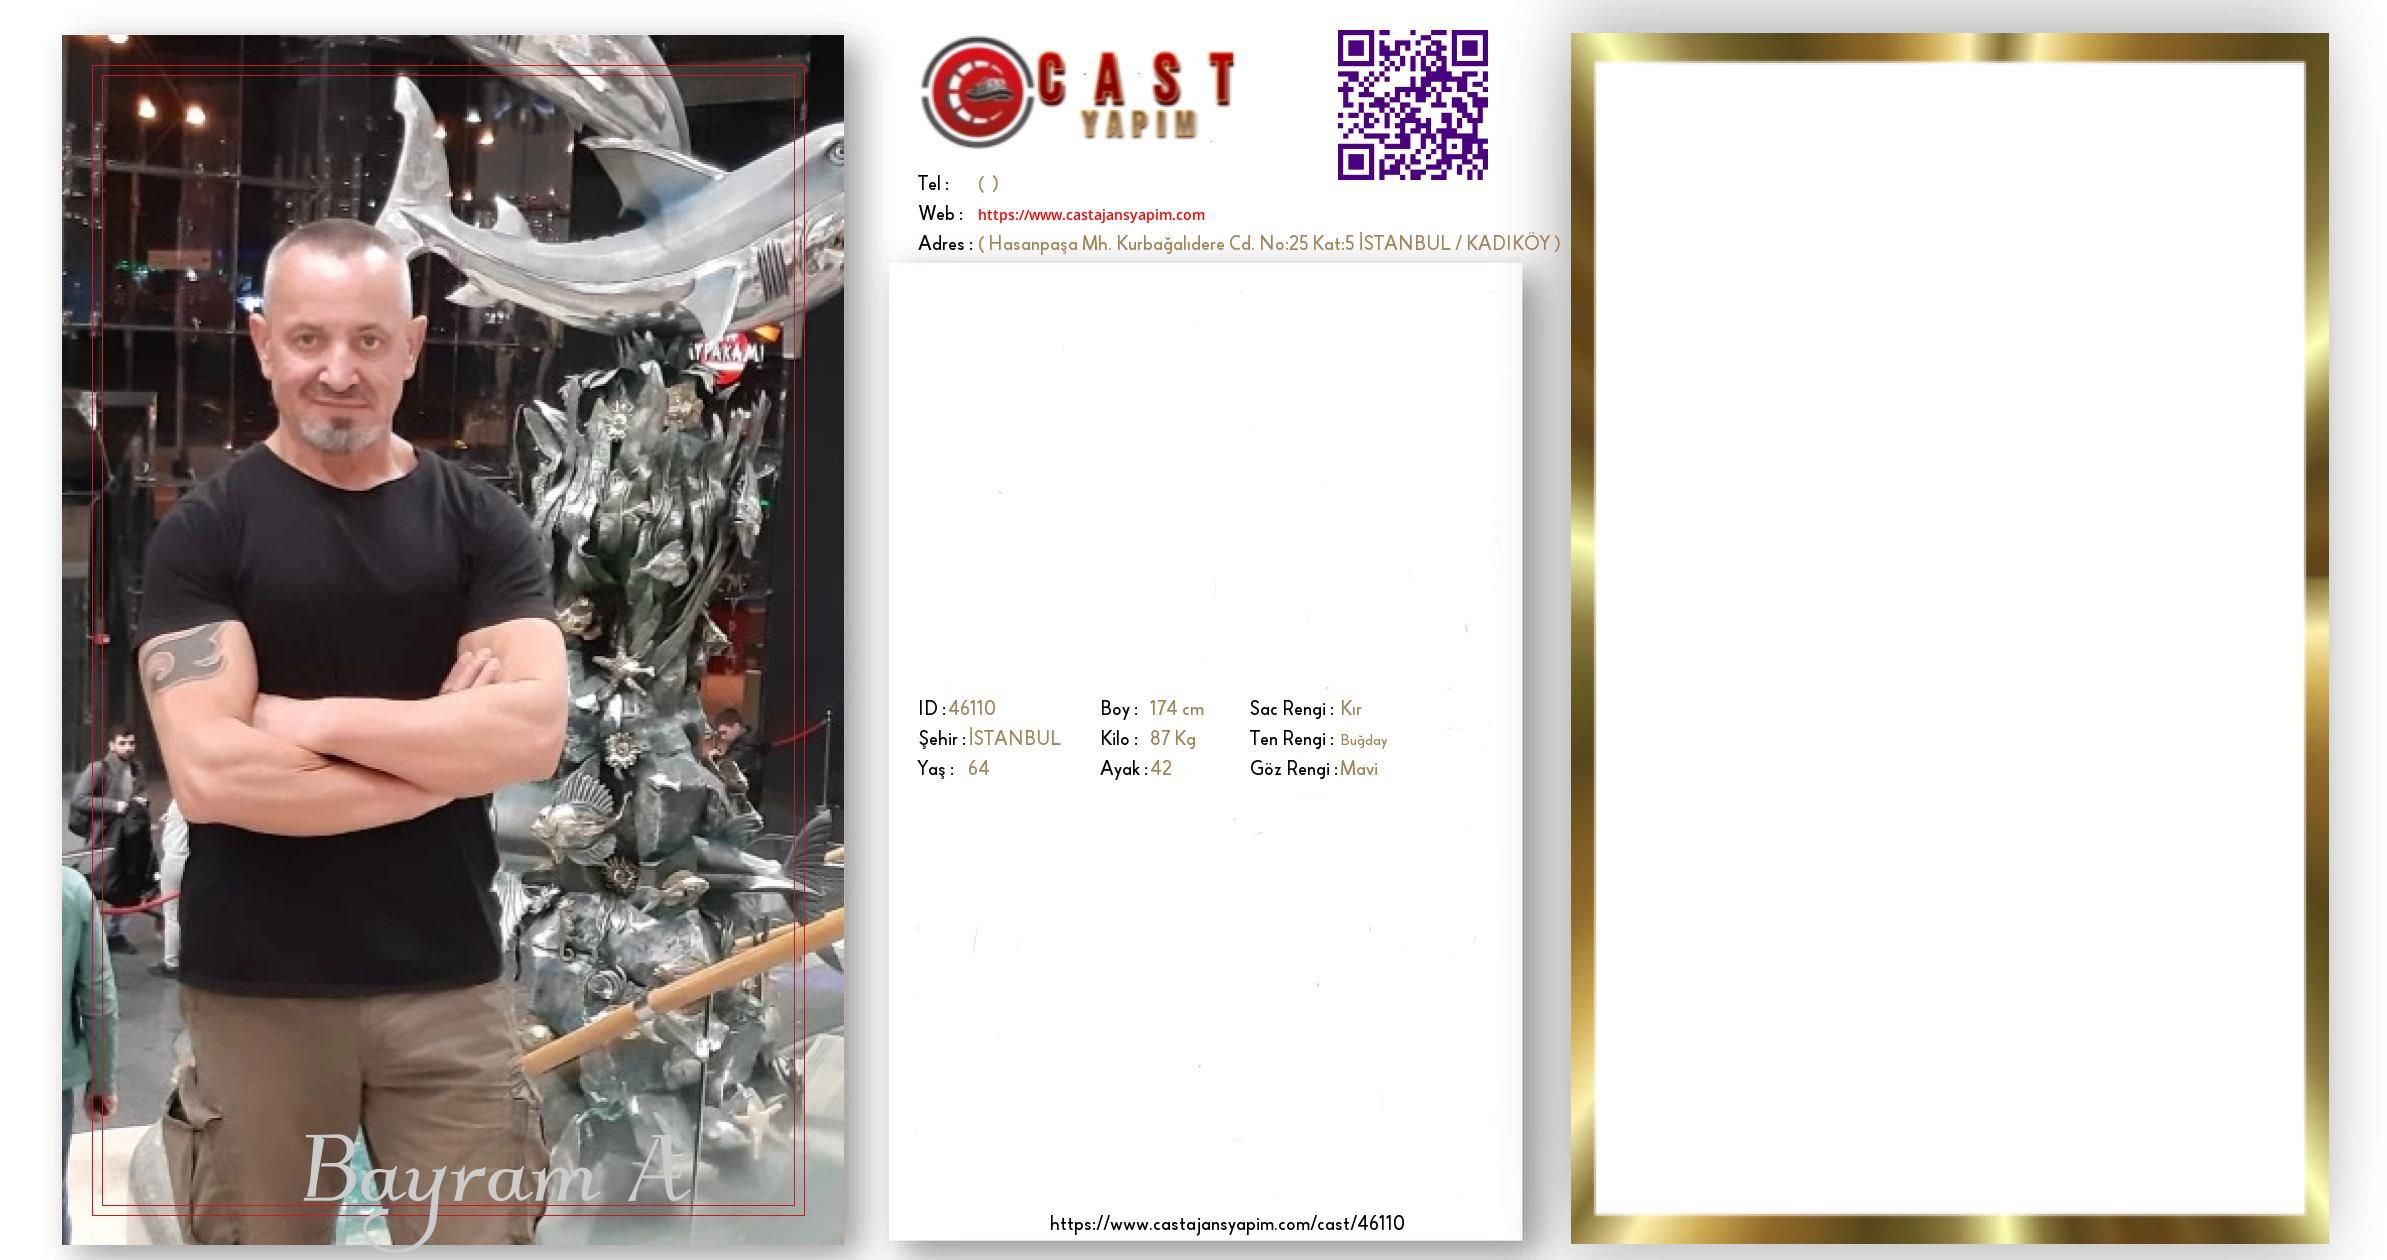 Bayram A
CAST
YAPIM
Tel : ( )
Web : https://www.castajansyapim.com
Adres : ( Hasanpaşa Mh. Kurbağalıdere Cd. No:25 Kat:5 İSTANBUL / KADIKÖY )
ID : 46110 Boy : 174 cm Sac Rengi : Kır
Şehir : İSTANBUL Kilo : 87 Kg Ten Rengi : Buğday
Yaş : 64 Ayak : 42 Göz Rengi : Mavi
https://www.castajansyapim.com/cast/46110